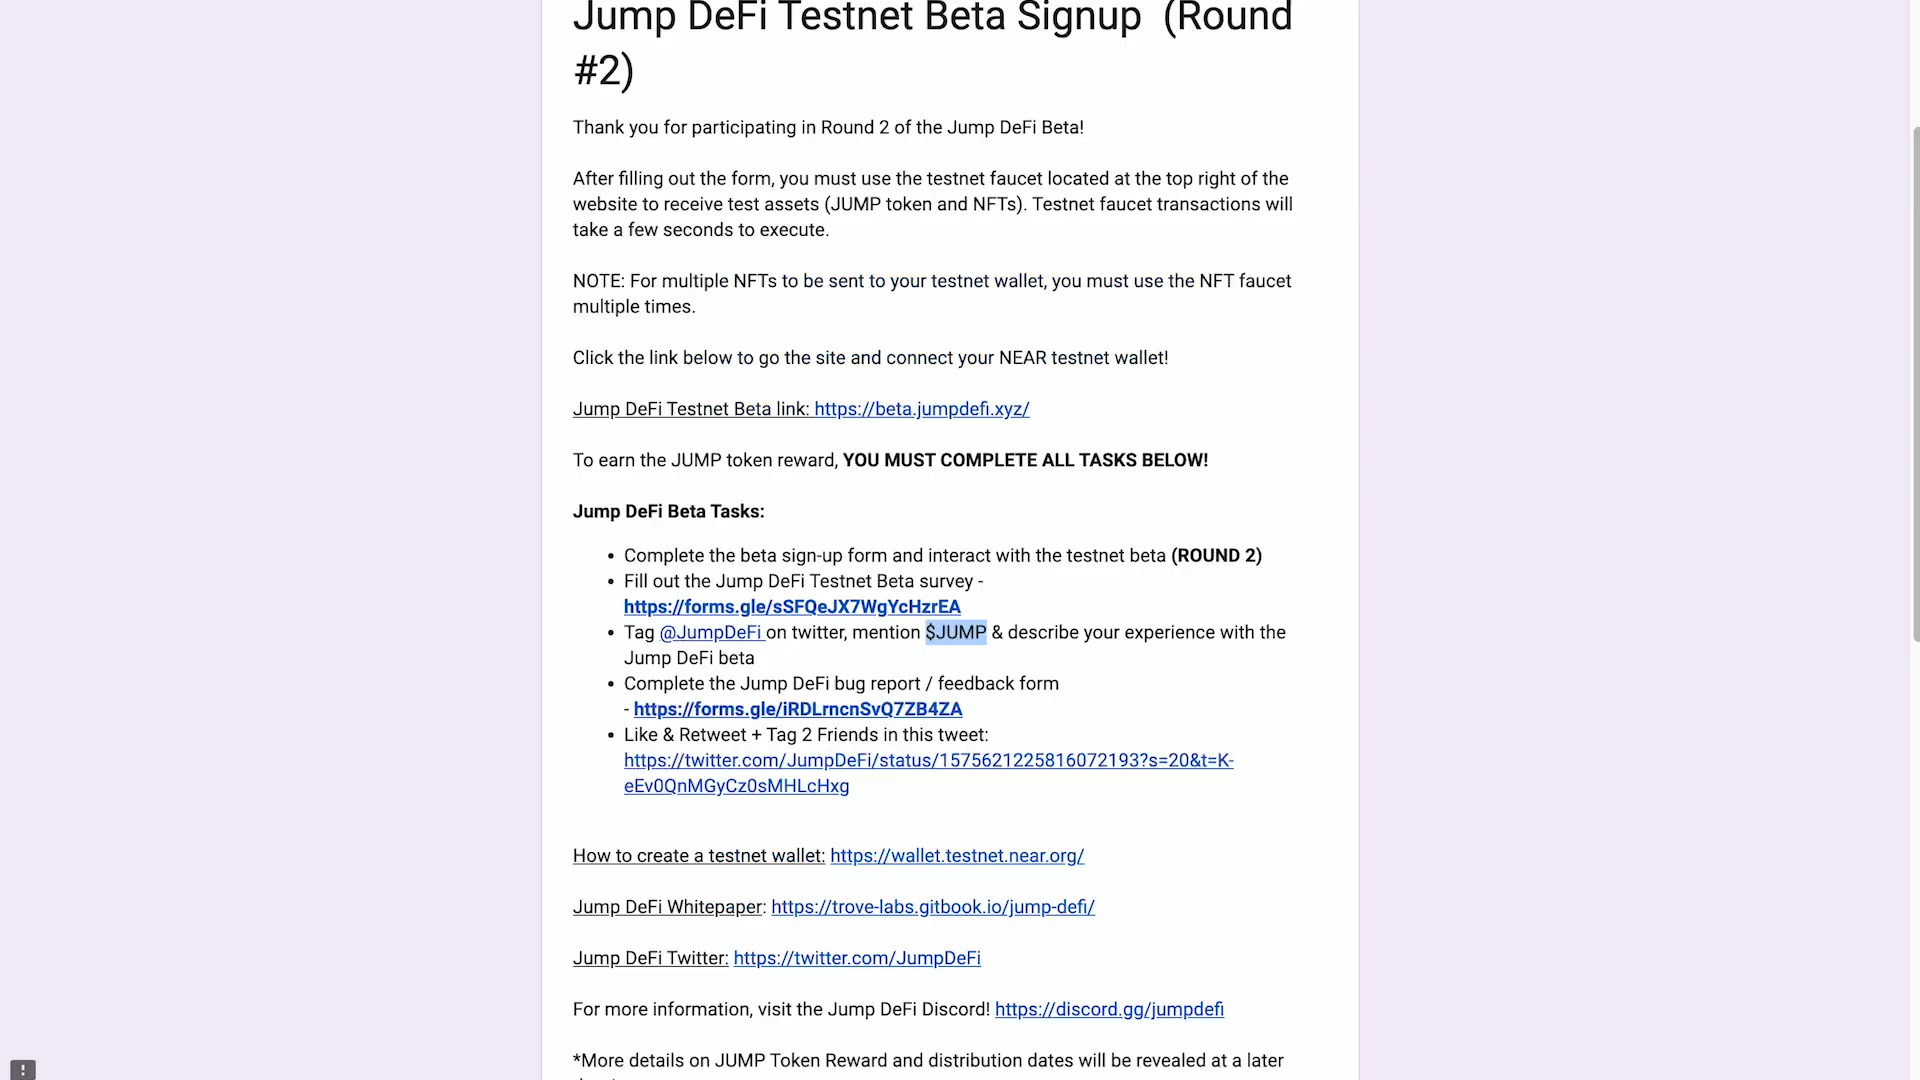 Jump DeFi Testnet Beta Signup (Round
#2)
Thank you for participating in Round 2 of the Jump DeFi Beta!
After filling out the form, you must use the testnet faucet located at the top right of the
website to receive test assets (JUMP token and NFTs). Testnet faucet transactions will
take a few seconds to execute.
NOTE: For multiple NFTs to be sent to your testnet wallet, you must use the NFT faucet
multiple times.
Click the link below to go the site and connect your NEAR testnet wallet!
Jump DeFi Testnet Beta link: https://beta.jumpdefi.xyz/
To earn the JUMP token reward, YOU MUST COMPLETE ALL TASKS BELOW!
Jump DeFi Beta Tasks:
• Complete the beta sign-up form and interact with the testnet beta (ROUND 2)
• Fill out the Jump DeFi Testnet Beta survey -
https://forms.gle/sSFQeJX7WgYcHzrEA
• Tag @JumpDeFi on twitter, mention $JUMP & describe your experience with the
Jump DeFi beta
• Complete the Jump DeFi bug report / feedback form
- https://forms.gle/iRDLrncnSvQ7ZB4ZA
• Like & Retweet + Tag 2 Friends in this tweet:
https://twitter.com/JumpDeFi/status/1575621225816072193?s=20&t=K-
eEv0QnMGyCz0sMHLcHxg
How to create a testnet wallet: https://wallet.testnet.near.org/
Jump DeFi Whitepaper: https://trove-labs.gitbook.io/jump-defi/
Jump DeFi Twitter: https://twitter.com/JumpDeFi
For more information, visit the Jump DeFi Discord! https://discord.gg/jumpdefi
*More details on JUMP Token Reward and distribution dates will be revealed at a later